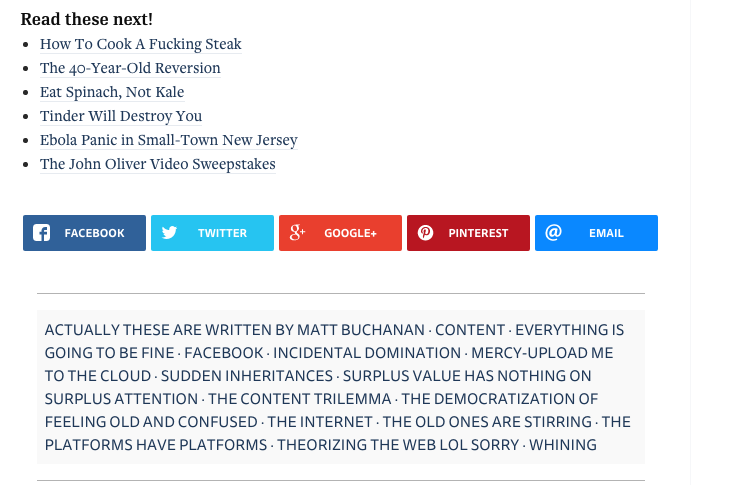 Read these next!
How To Cook A Fucking Steak
The 40-Year-Old Reversion
Eat Spinach, Not Kale
Tinder Will Destroy You
Ebola Panic in Small-Town New Jersey
The John Oliver Video Sweepstakes
FACEBOOK TWITTER GOOGLE+ PINTEREST EMAIL
ACTUALLY THESE ARE WRITTEN BY MATT BUCHANAN · CONTENT · EVERYTHING IS
GOING TO BE FINE · FACEBOOK · INCIDENTAL DOMINATION · MERCY-UPLOAD ME
TO THE CLOUD · SUDDEN INHERITANCES · SURPLUS VALUE HAS NOTHING ON
SURPLUS ATTENTION · THE CONTENT TRILEMMA · THE DEMOCRATIZATION OF
FEELING OLD AND CONFUSED · THE INTERNET · THE OLD ONES ARE STIRRING · THE
PLATFORMS HAVE PLATFORMS · THEORIZING THE WEB LOL SORRY · WHINING